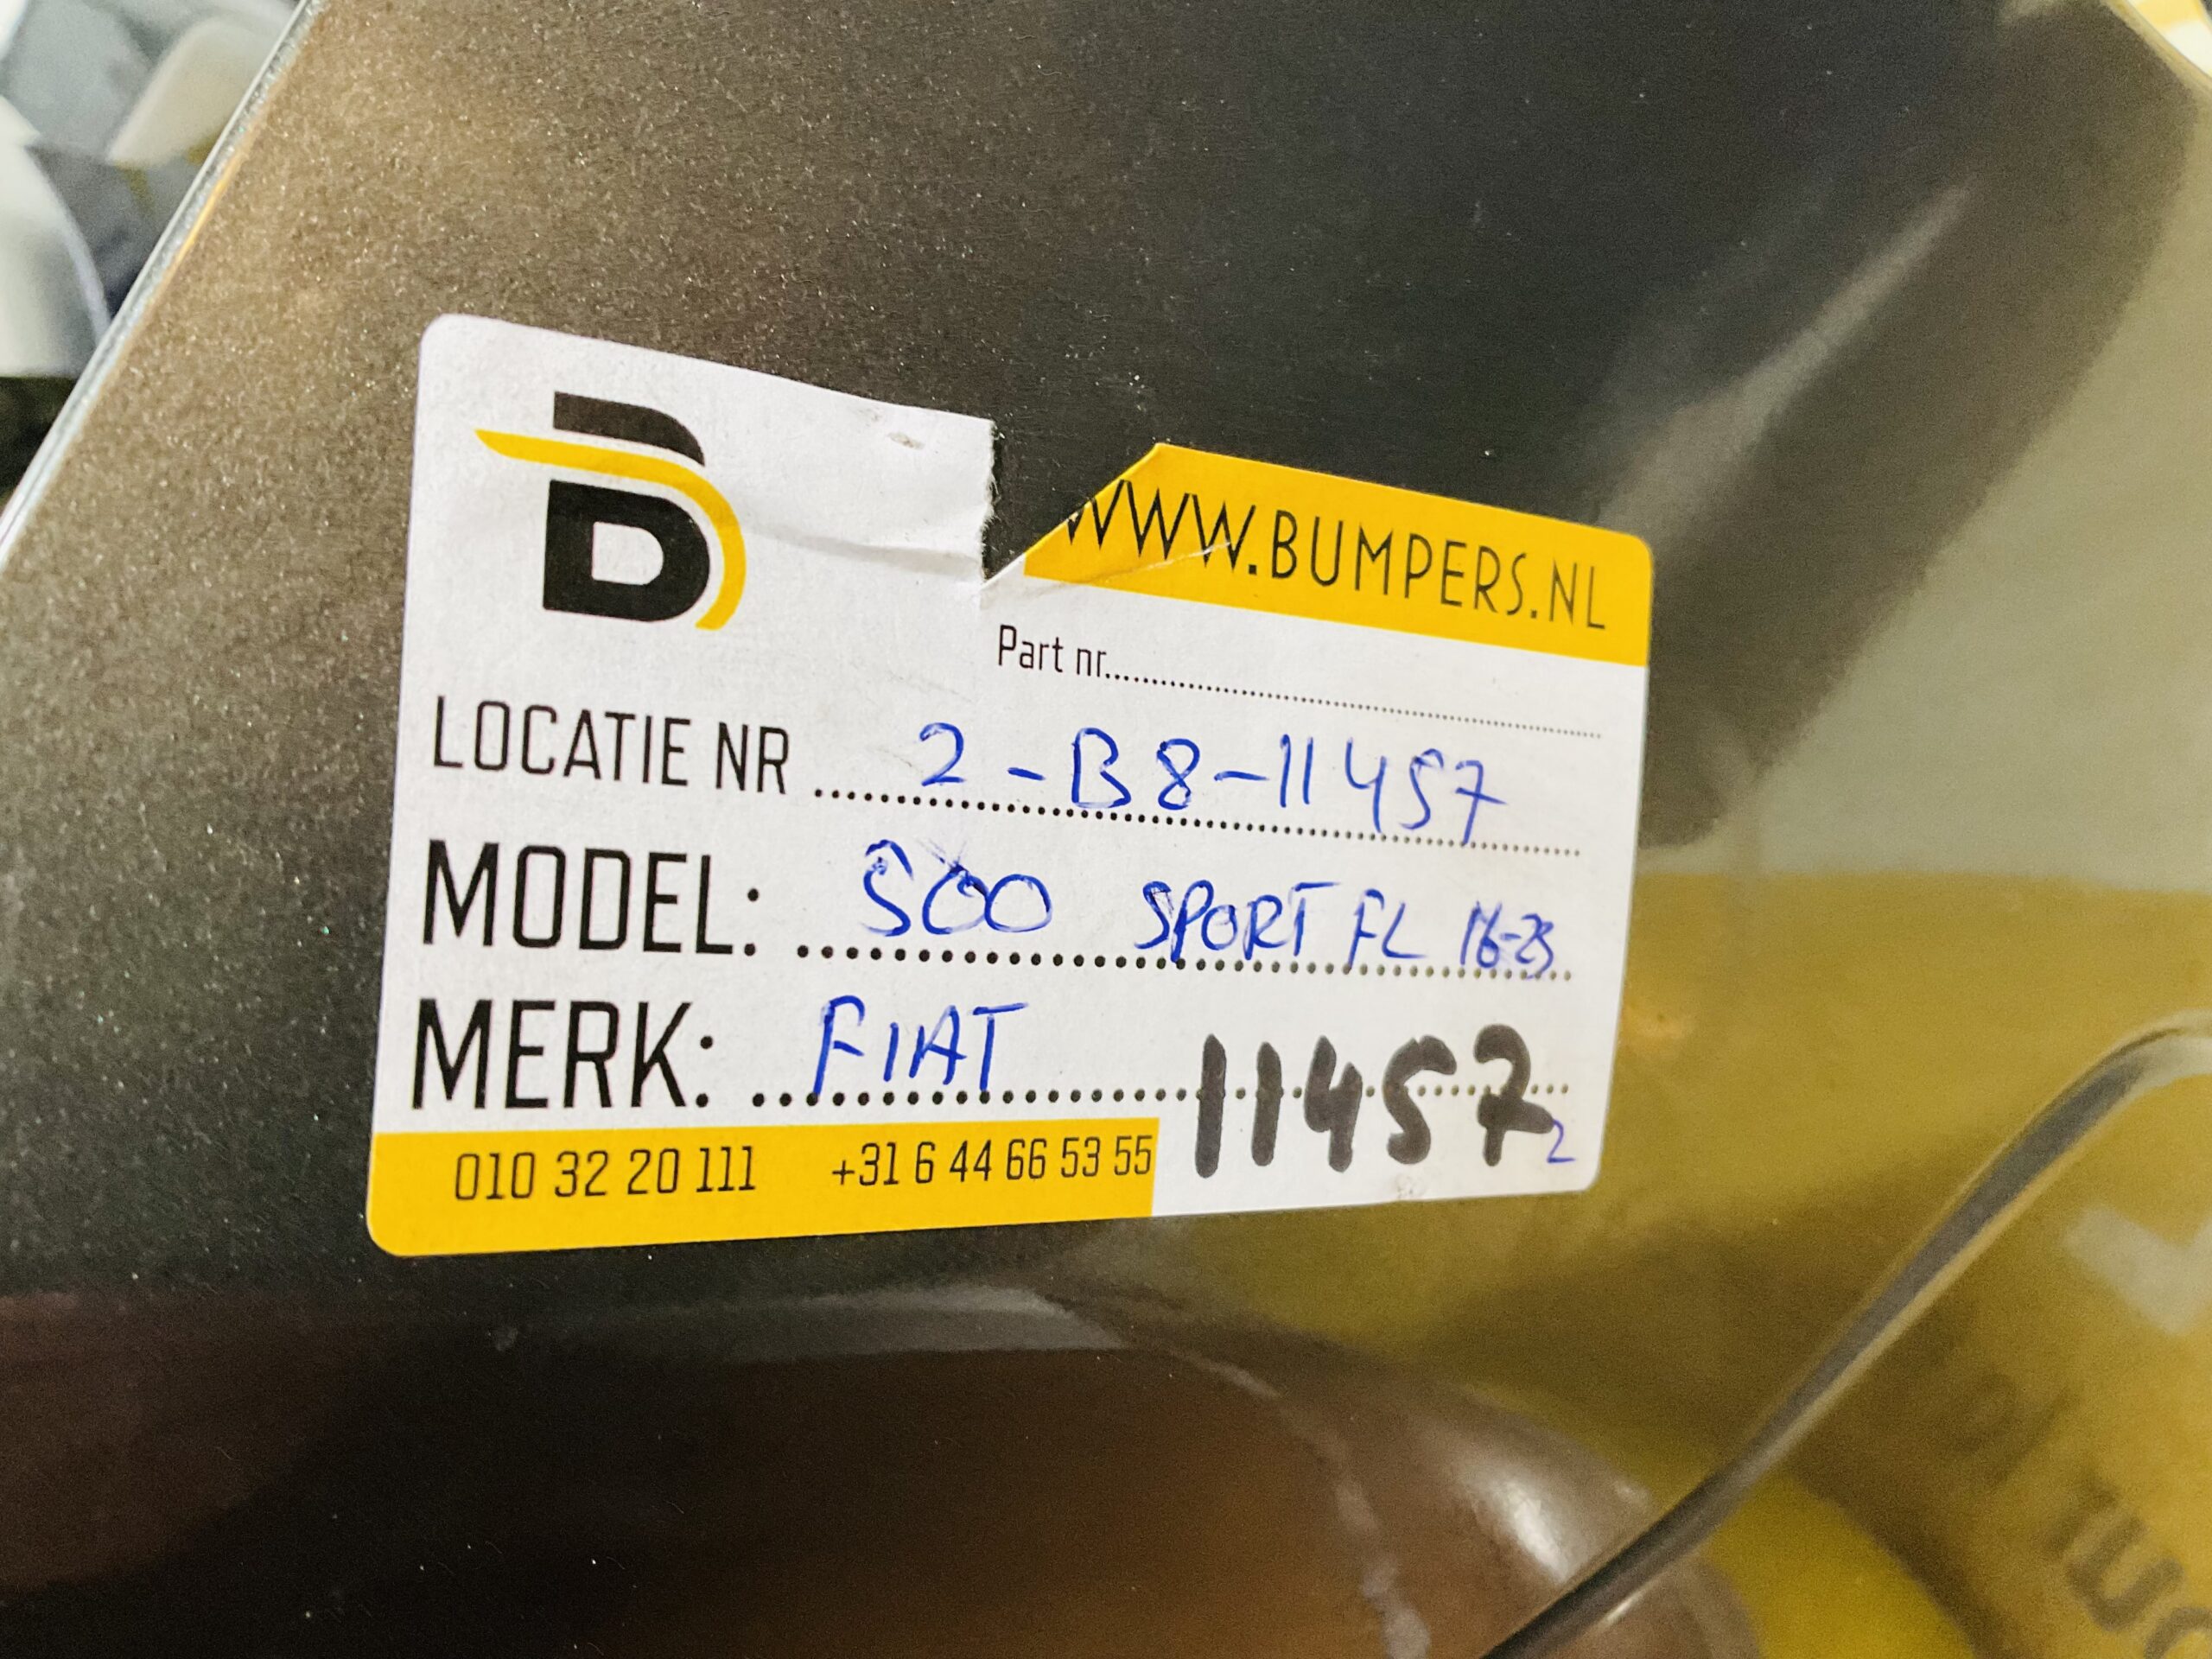 WWW.BUMPERS.NL
Part nr.
LOCATIE NR 2-B8-11457
MODEL: 500 SPORT FL 16-23
MERK: FIAT
11457
2
010 32 20 111 +31 6 44 66 53 55